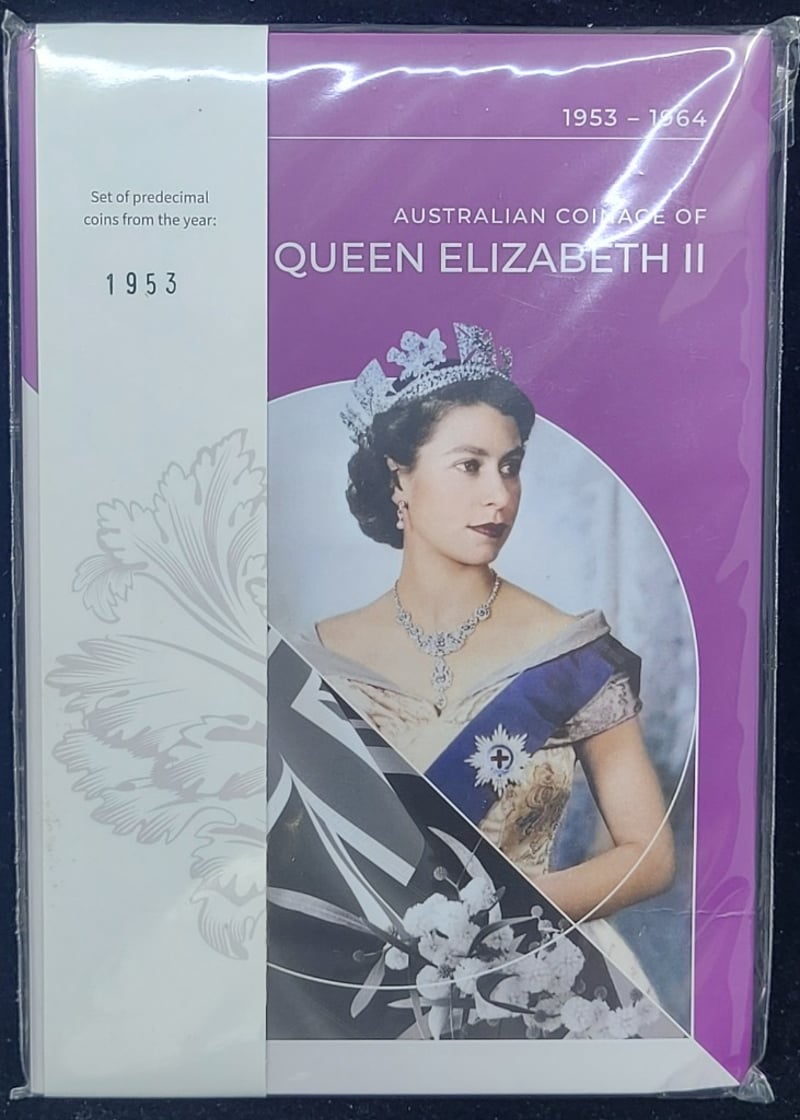 Set of predecimal
coins from the year:
1953
1953 – 1964
AUSTRALIAN COINAGE OF
QUEEN ELIZABETH II